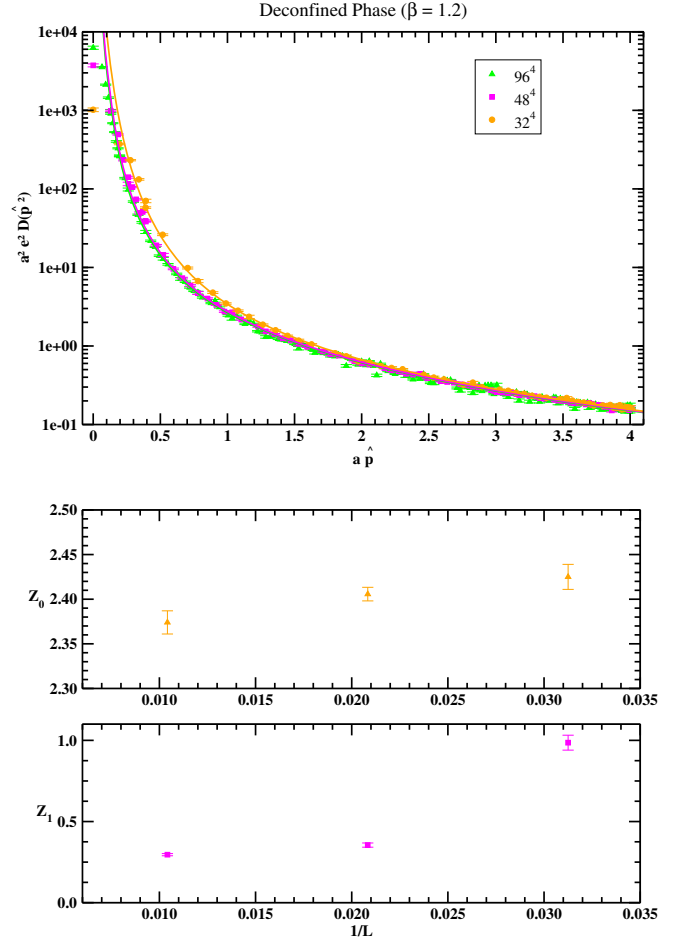 Deconfined Phase (β = 1.2)
1e+04
1e+03
1e+02
1e+01
1e+00
1e-01
a² e² D(p̂²)
96⁴
48⁴
32⁴
0 0.5 1 1.5 2 2.5 3 3.5 4
a p̂
2.50
2.45
2.40
2.35
2.30
Z₀
0.010 0.015 0.020 0.025 0.030 0.035
1.0
0.5
0.0
Z₁
0.010 0.015 0.020 0.025 0.030 0.035
1/L